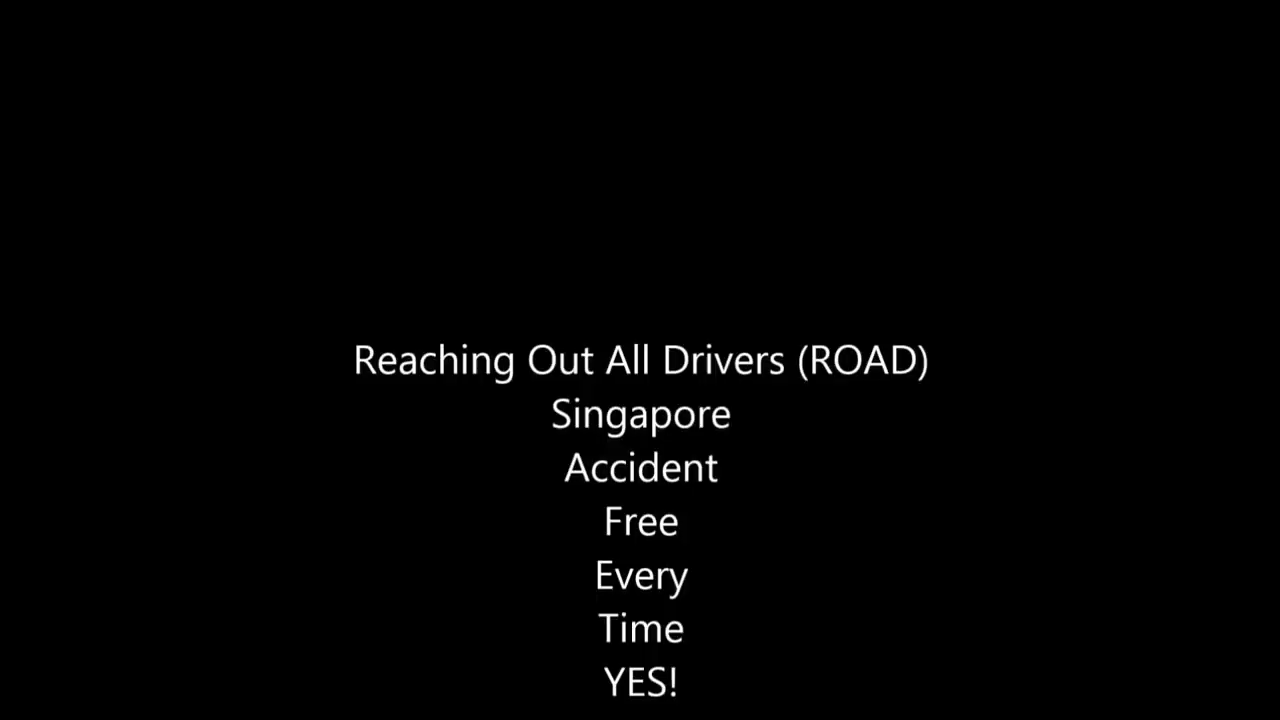 Reaching Out All Drivers (ROAD)
Singapore
Accident
Free
Every
Time
YES!